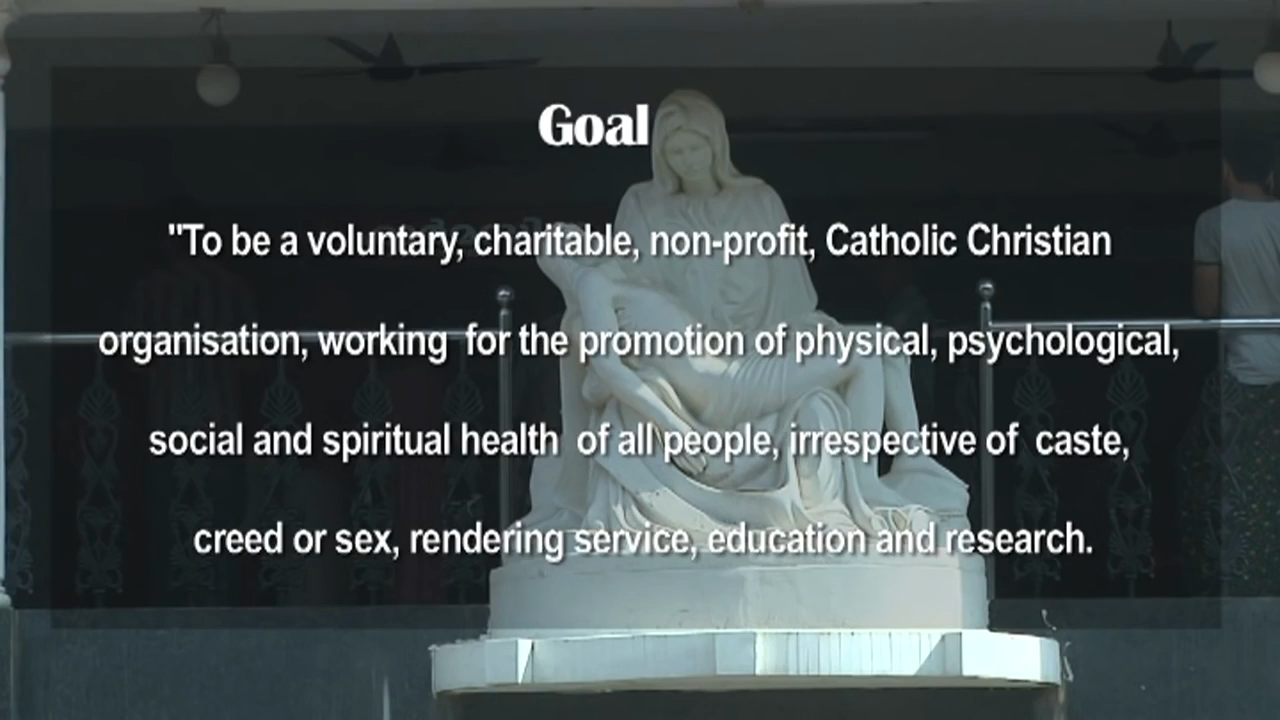 Goal
"To be a voluntary, charitable, non-profit, Catholic Christian
organisation, working for the promotion of physical, psychological,
social and spiritual health of all people, irrespective of caste,
creed or sex, rendering service, education and research.